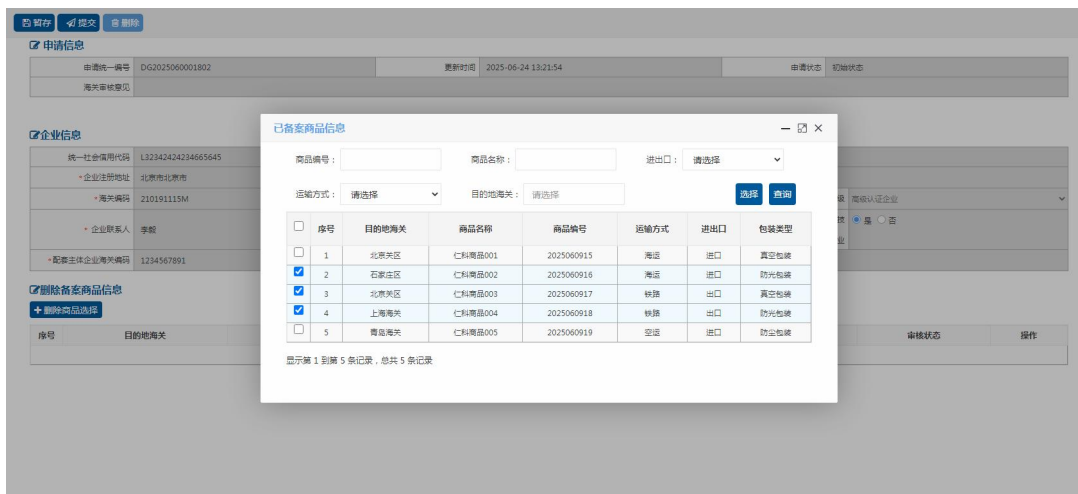 暂存 提交 删除
申请信息
申请统一编号 DG2025060001802 更新时间 2025-06-24 13:21:54 申请状态 初始状态
海关审核意见
企业信息
统一社会信用代码 L32342424234665645
*企业注册地址 北京市北京市
*海关编码 210191115M 级 高级认证企业
*企业联系人 李毅 技 是 否
业
*配套主体企业海关编码 1234567891
删除备案商品信息
+删除商品选择
序号 目的地海关 审核状态 操作
已备案商品信息
商品编号： 商品名称： 进出口： 请选择
运输方式： 请选择 目的地海关： 请选择 选择 查询
序号 目的地海关 商品名称 商品编号 运输方式 进出口 包装类型
1 北京关区 仁科商品001 2025060915 海运 进口 真空包装
2 石家庄区 仁科商品002 2025060916 海运 进口 防光包装
3 北京关区 仁科商品003 2025060917 铁路 出口 真空包装
4 上海海关 仁科商品004 2025060918 铁路 出口 防光包装
5 青岛海关 仁科商品005 2025060919 空运 进口 防尘包装
显示第 1 到第 5 条记录，总共 5 条记录